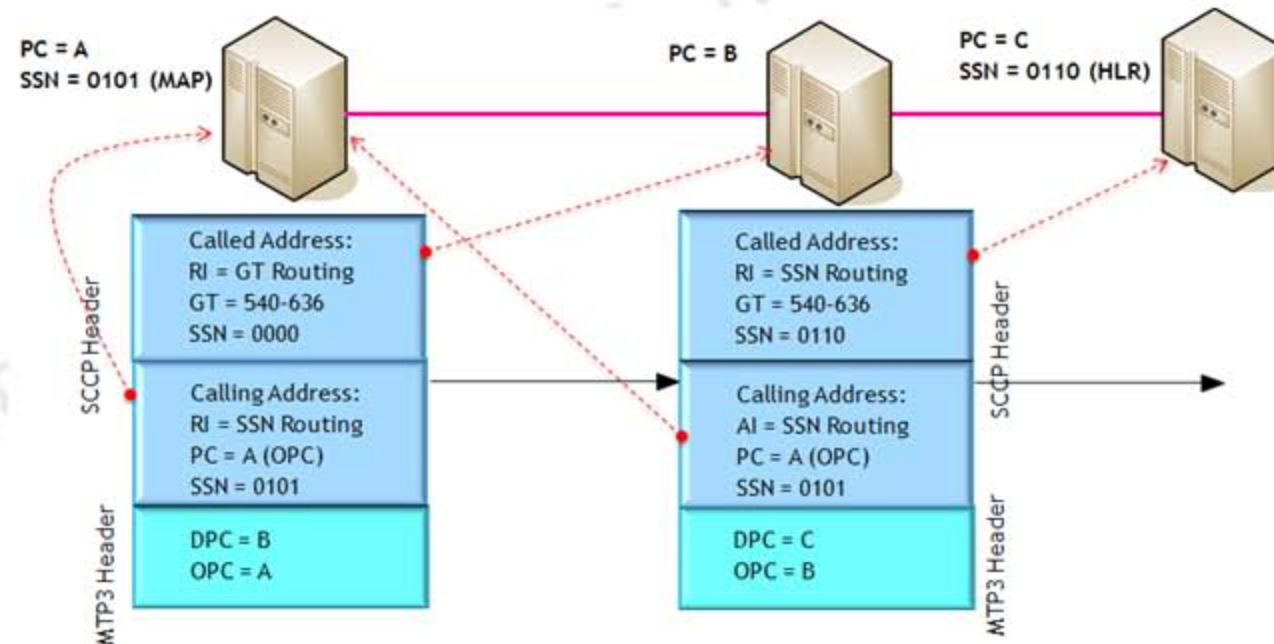 PC = A
SSN = 0101 (MAP)
PC = B
PC = C
SSN = 0110 (HLR)
SCCP Header
Called Address:
RI = GT Routing
GT = 540-636
SSN = 0000
Calling Address:
RI = SSN Routing
PC = A (OPC)
SSN = 0101
MTP3 Header
DPC = B
OPC = A
Called Address:
RI = SSN Routing
GT = 540-636
SSN = 0110
SCCP Header
Calling Address:
AI = SSN Routing
PC = A (OPC)
SSN = 0101
DPC = C
OPC = B
MTP3 Header